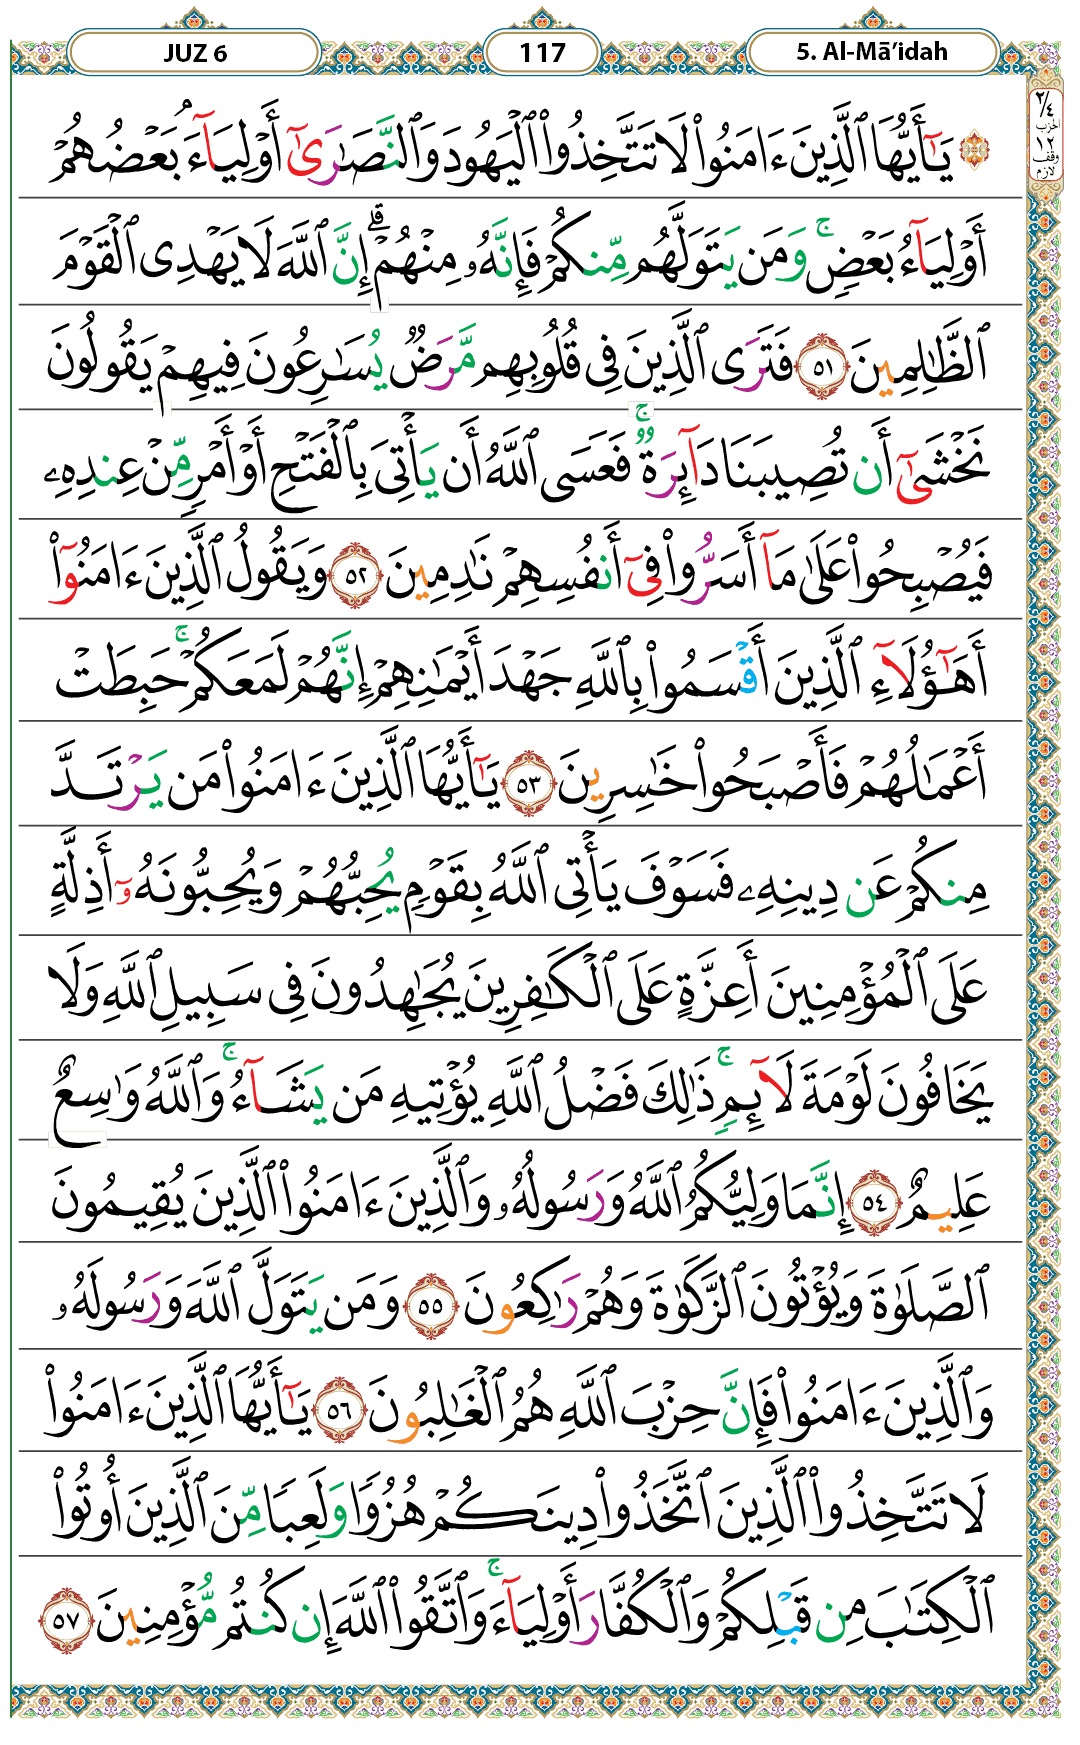 JUZ 6
117
5. Al-Mā’idah
٢/٤
الحزب
١٢
وقف
لازم
۞ يَـٰٓأَيُّهَا ٱلَّذِينَ ءَامَنُوا۟ لَا تَتَّخِذُوا۟ ٱلْيَهُودَ وَٱلنَّصَـٰرَىٰٓ أَوْلِيَآءَ ۘ بَعْضُهُمْ
أَوْلِيَآءُ بَعْضٍ ۚ وَمَن يَتَوَلَّهُم مِّنكُمْ فَإِنَّهُۥ مِنْهُمْ ۗ إِنَّ ٱللَّهَ لَا يَهْدِى ٱلْقَوْمَ
ٱلظَّـٰلِمِينَ ٥١ فَتَرَى ٱلَّذِينَ فِى قُلُوبِهِم مَّرَضٌ يُسَـٰرِعُونَ فِيهِمْ يَقُولُونَ
نَخْشَىٰٓ أَن تُصِيبَنَا دَآئِرَةٌ ۚ فَعَسَى ٱللَّهُ أَن يَأْتِىَ بِٱلْفَتْحِ أَوْ أَمْرٍ مِّنْ عِندِهِۦ
فَيُصْبِحُوا۟ عَلَىٰ مَآ أَسَرُّوا۟ فِىٓ أَنفُسِهِمْ نَـٰدِمِينَ ٥٢ وَيَقُولُ ٱلَّذِينَ ءَامَنُوٓا۟
أَهَـٰٓؤُلَآءِ ٱلَّذِينَ أَقْسَمُوا۟ بِٱللَّهِ جَهْدَ أَيْمَـٰنِهِمْ إِنَّهُمْ لَمَعَكُمْ ۚ حَبِطَتْ
أَعْمَـٰلُهُمْ فَأَصْبَحُوا۟ خَـٰسِرِينَ ٥٣ يَـٰٓأَيُّهَا ٱلَّذِينَ ءَامَنُوا۟ مَن يَرْتَدَّ
مِنكُمْ عَن دِينِهِۦ فَسَوْفَ يَأْتِى ٱللَّهُ بِقَوْمٍ يُحِبُّهُمْ وَيُحِبُّونَهُۥٓ أَذِلَّةٍ
عَلَى ٱلْمُؤْمِنِينَ أَعِزَّةٍ عَلَى ٱلْكَـٰفِرِينَ يُجَـٰهِدُونَ فِى سَبِيلِ ٱللَّهِ وَلَا
يَخَافُونَ لَوْمَةَ لَآئِمٍ ۚ ذَٰلِكَ فَضْلُ ٱللَّهِ يُؤْتِيهِ مَن يَشَآءُ ۚ وَٱللَّهُ وَٰسِعٌ
عَلِيمٌ ٥٤ إِنَّمَا وَلِيُّكُمُ ٱللَّهُ وَرَسُولُهُۥ وَٱلَّذِينَ ءَامَنُوا۟ ٱلَّذِينَ يُقِيمُونَ
ٱلصَّلَوٰةَ وَيُؤْتُونَ ٱلزَّكَوٰةَ وَهُمْ رَٰكِعُونَ ٥٥ وَمَن يَتَوَلَّ ٱللَّهَ وَرَسُولَهُۥ
وَٱلَّذِينَ ءَامَنُوا۟ فَإِنَّ حِزْبَ ٱللَّهِ هُمُ ٱلْغَـٰلِبُونَ ٥٦ يَـٰٓأَيُّهَا ٱلَّذِينَ ءَامَنُوا۟
لَا تَتَّخِذُوا۟ ٱلَّذِينَ ٱتَّخَذُوا۟ دِينَكُمْ هُزُوًا وَلَعِبًا مِّنَ ٱلَّذِينَ أُوتُوا۟
ٱلْكِتَـٰبَ مِن قَبْلِكُمْ وَٱلْكُفَّارَ أَوْلِيَآءَ ۚ وَٱتَّقُوا۟ ٱللَّهَ إِن كُنتُم مُّؤْمِنِينَ ٥٧